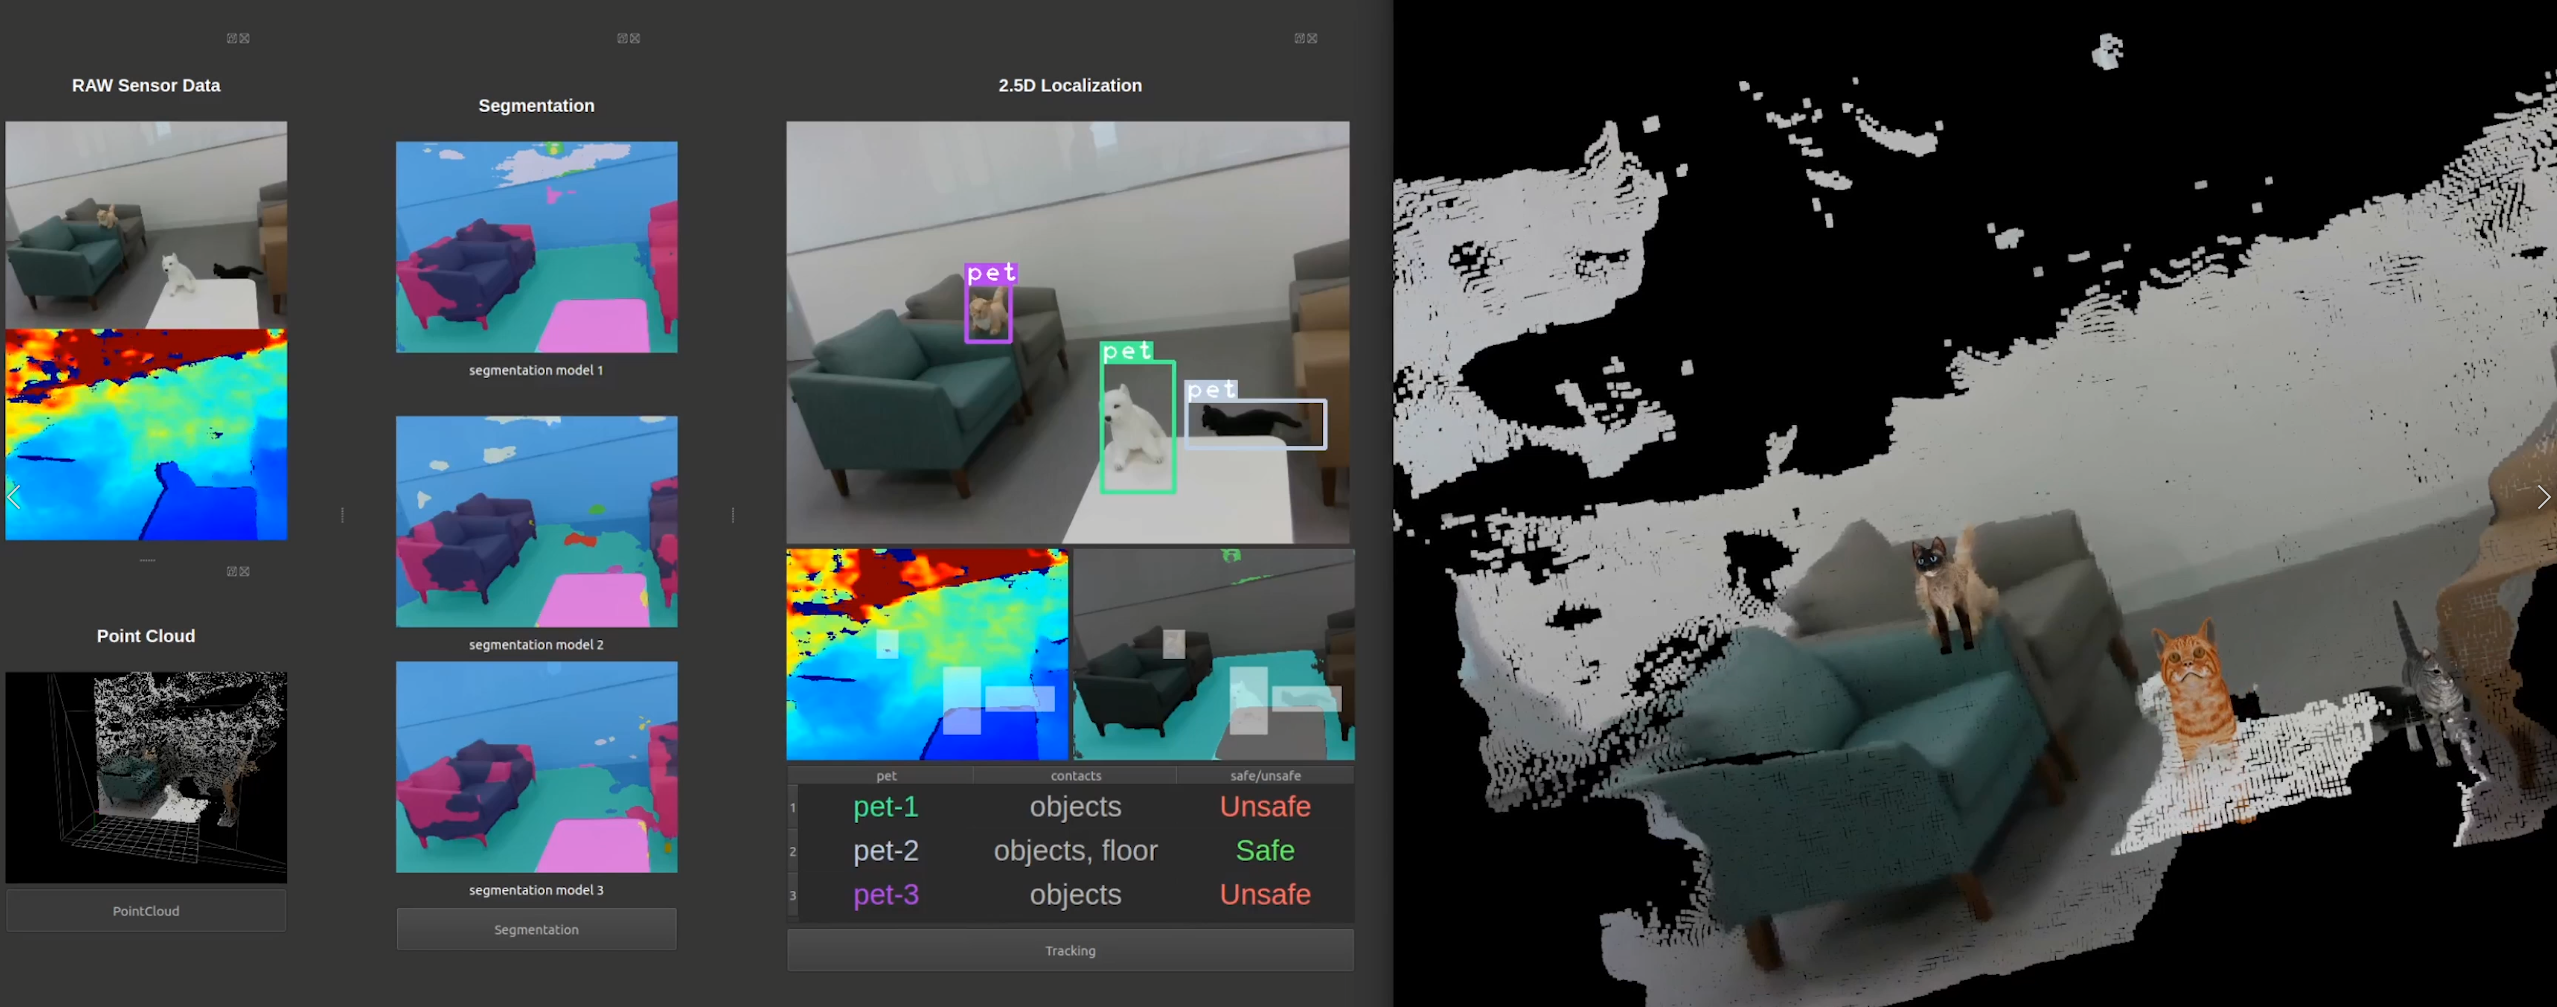 RAW Sensor Data
Point Cloud
PointCloud
Segmentation
segmentation model 1
segmentation model 2
segmentation model 3
Segmentation
2.5D Localization
pet
pet
pet
pet contacts safe/unsafe
1 pet-1 objects Unsafe
2 pet-2 objects, floor Safe
3 pet-3 objects Unsafe
Tracking